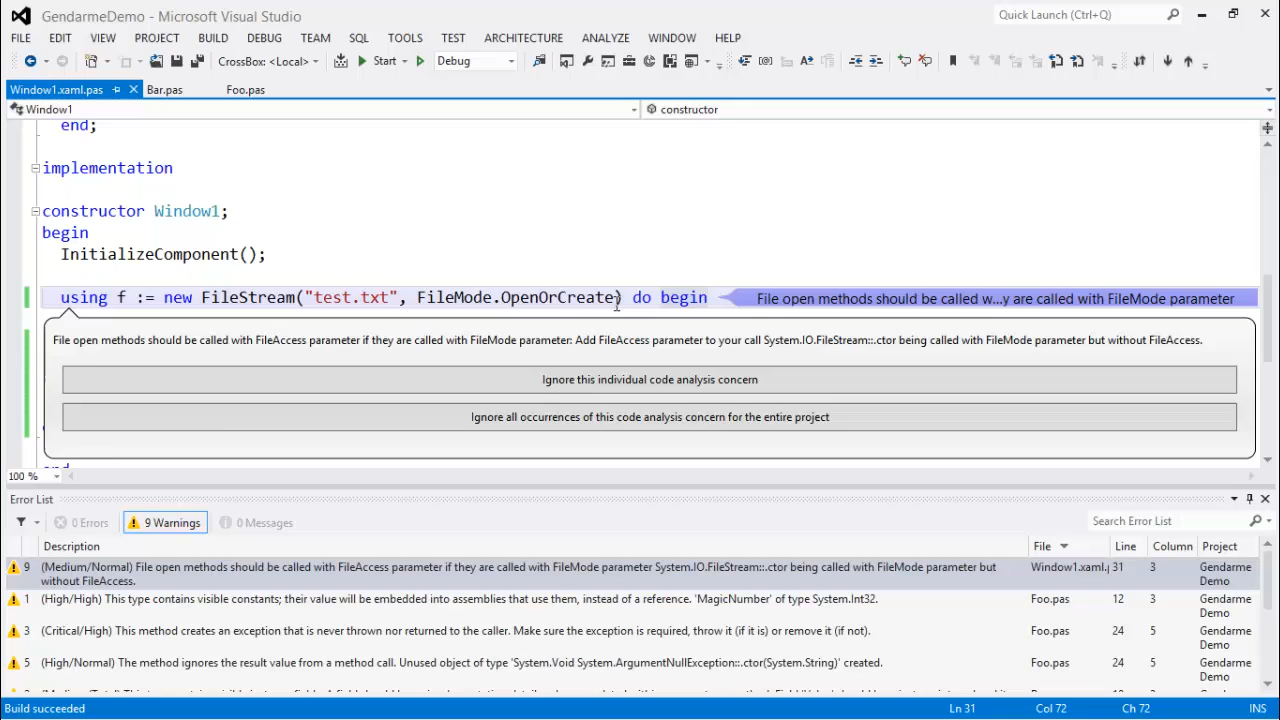 GendarmeDemo - Microsoft Visual Studio
Quick Launch (Ctrl+Q)
FILE EDIT VIEW PROJECT BUILD DEBUG TEAM SQL TOOLS TEST ARCHITECTURE ANALYZE WINDOW HELP
CrossBox: <Local> Start Debug
Window1.xaml.pas Bar.pas Foo.pas
Window1 constructor
end;
implementation
constructor Window1;
begin
InitializeComponent();
using f := new FileStream("test.txt", FileMode.OpenOrCreate) do begin File open methods should be called w...y are called with FileMode parameter
File open methods should be called with FileAccess parameter if they are called with FileMode parameter: Add FileAccess parameter to your call System.IO.FileStream::.ctor being called with FileMode parameter but without FileAccess.
Ignore this individual code analysis concern
Ignore all occurrences of this code analysis concern for the entire project
100 %
Error List
0 Errors 9 Warnings 0 Messages Search Error List
Description File Line Column Project
9 (Medium/Normal) File open methods should be called with FileAccess parameter if they are called with FileMode parameter System.IO.FileStream::.ctor being called with FileMode parameter but Window1.xaml.p 31 3 Gendarme
without FileAccess. Demo
1 (High/High) This type contains visible constants; their value will be embedded into assemblies that use them, instead of a reference. 'MagicNumber' of type System.Int32. Foo.pas 12 3 Gendarme
Demo
3 (Critical/High) This method creates an exception that is never thrown nor returned to the caller. Make sure the exception is required, throw it (if it is) or remove it (if not). Foo.pas 24 5 Gendarme
Demo
5 (High/Normal) The method ignores the result value from a method call. Unused object of type 'System.Void System.ArgumentNullException::.ctor(System.String)' created. Foo.pas 24 5 Gendarme
Demo
Build succeeded Ln 31 Col 72 Ch 72 INS